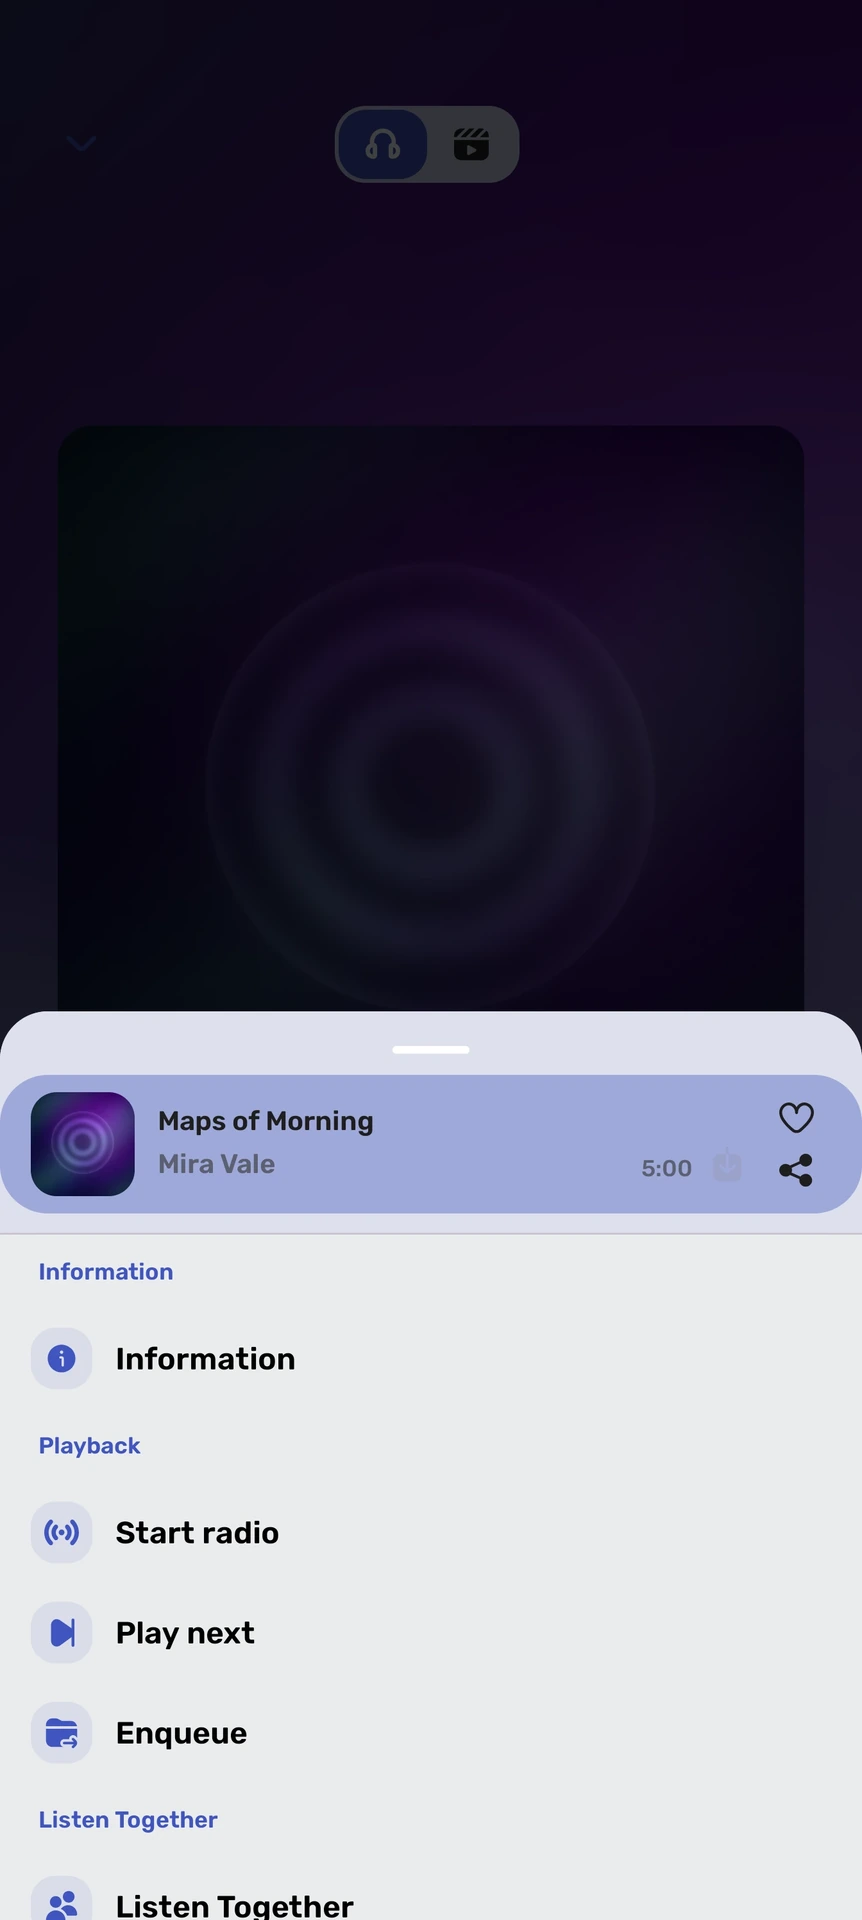 Maps of Morning
Mira Vale
5:00
Information
Information
Playback
Start radio
Play next
Enqueue
Listen Together
Listen Together